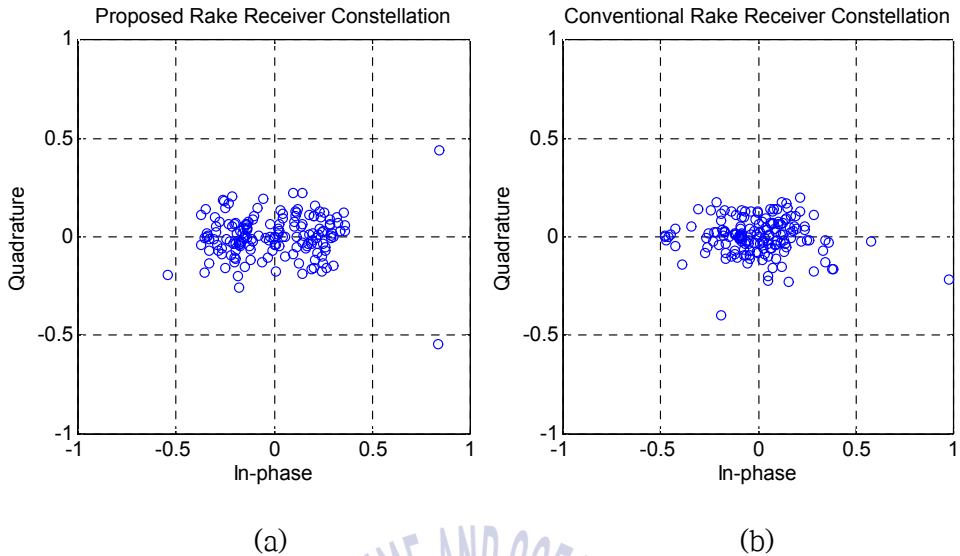 Proposed Rake Receiver Constellation
1
0.5
0
-0.5
-1
-1
-0.5
0
0.5
1
Quadrature
In-phase
(a)
Conventional Rake Receiver Constellation
1
0.5
0
-0.5
-1
-1
-0.5
0
0.5
1
Quadrature
In-phase
(b)
AND